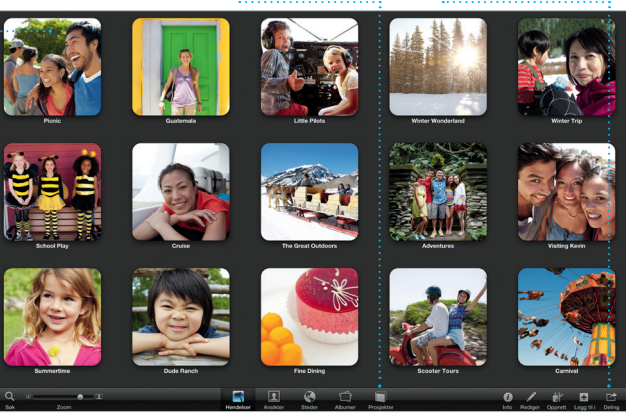 Picnic
Guatemala
Little Pilots
Winter Wonderland
Winter Trip
School Play
Cruise
The Great Outdoors
Adventures
Visiting Kevin
Summertime
Dude Ranch
Fine Dining
Scooter Tours
Carnival
Søk
Zoom
Hendelser
Ansikter
Steder
Albumer
Prosjekter
Info
Rediger
Opprett
Legg til i
Deling